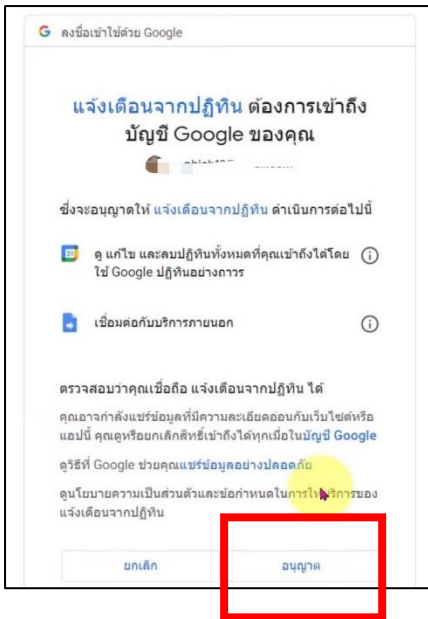 ลงชื่อเข้าใช้ด้วย Google
แจ้งเตือนจากปฏิทิน ต้องการเข้าถึง
บัญชี Google ของคุณ
ซึ่งจะอนุญาตให้ แจ้งเตือนจากปฏิทิน ดำเนินการต่อไปนี้
ดู แก้ไข และลบปฏิทินทั้งหมดที่คุณเข้าถึงได้โดย
ใช้ Google ปฏิทินอย่างถาวร
เชื่อมต่อกับบริการภายนอก
ตรวจสอบว่าคุณเชื่อถือ แจ้งเตือนจากปฏิทิน ได้
คุณอาจกำลังแชร์ข้อมูลที่มีความละเอียดอ่อนกับเว็บไซต์หรือ
แอปนี้ คุณดูหรือยกเลิกสิทธิ์เข้าถึงได้ทุกเมื่อในบัญชี Google
ดูวิธีที่ Google ช่วยคุณแชร์ข้อมูลอย่างปลอดภัย
ดูนโยบายความเป็นส่วนตัวและข้อกำหนดในการให้บริการของ
แจ้งเตือนจากปฏิทิน
ยกเลิก
อนุญาต